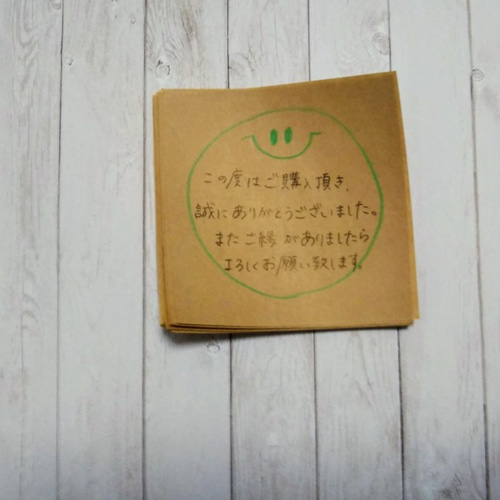 この度はご購入頂き、
誠にありがとうございました。
またご縁がありましたら
よろしくお願い致します。